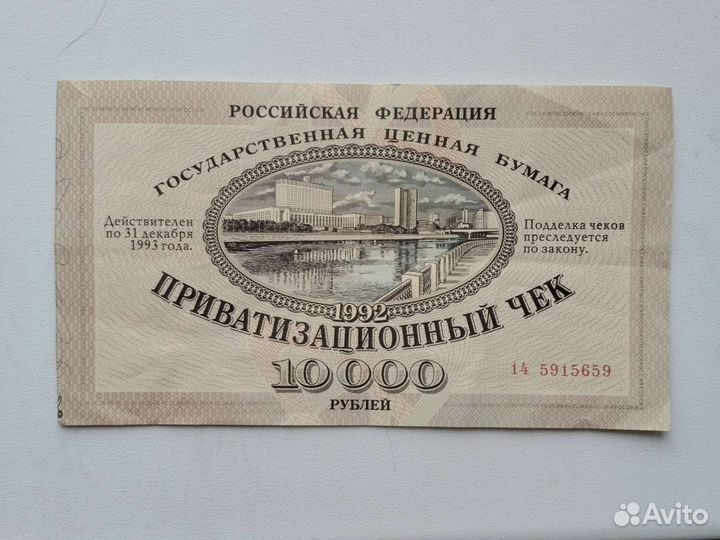 РОССИЙСКАЯ ФЕДЕРАЦИЯ
ГОСУДАРСТВЕННАЯ ЦЕННАЯ БУМАГА
Действителен
по 31 декабря
1993 года.
Подделка чеков
преследуется
по закону.
1992
ПРИВАТИЗАЦИОННЫЙ ЧЕК
10000
РУБЛЕЙ
14 5915659
Avito